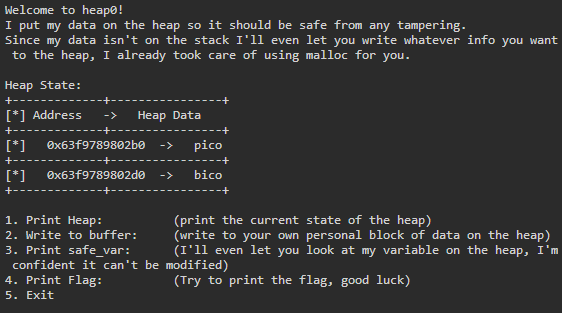 Welcome to heap0!
I put my data on the heap so it should be safe from any tampering.
Since my data isn't on the stack I'll even let you write whatever info you want
 to the heap, I already took care of using malloc for you.
Heap State:
+-------------+----------------+
[*] Address   ->   Heap Data
+-------------+----------------+
[*]   0x63f9789802b0  ->   pico
+-------------+----------------+
[*]   0x63f9789802d0  ->   bico
+-------------+----------------+
1. Print Heap:          (print the current state of the heap)
2. Write to buffer:     (write to your own personal block of data on the heap)
3. Print safe_var:      (I'll even let you look at my variable on the heap, I'm
 confident it can't be modified)
4. Print Flag:          (Try to print the flag, good luck)
5. Exit